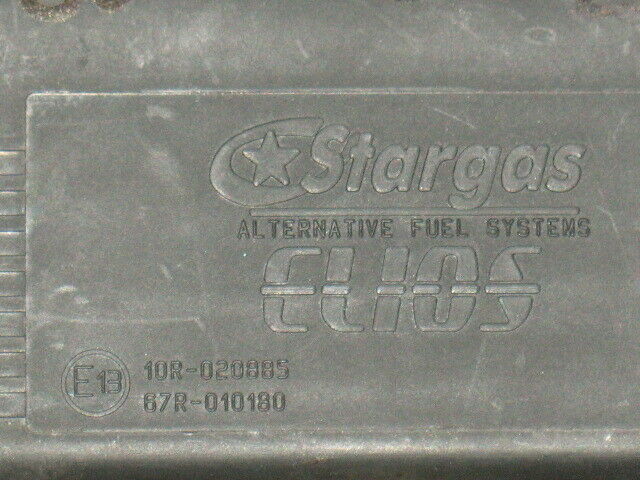 Stargas
ALTERNATIVE FUEL SYSTEMS
ELIOS
E13
10R-020885
67R-010180